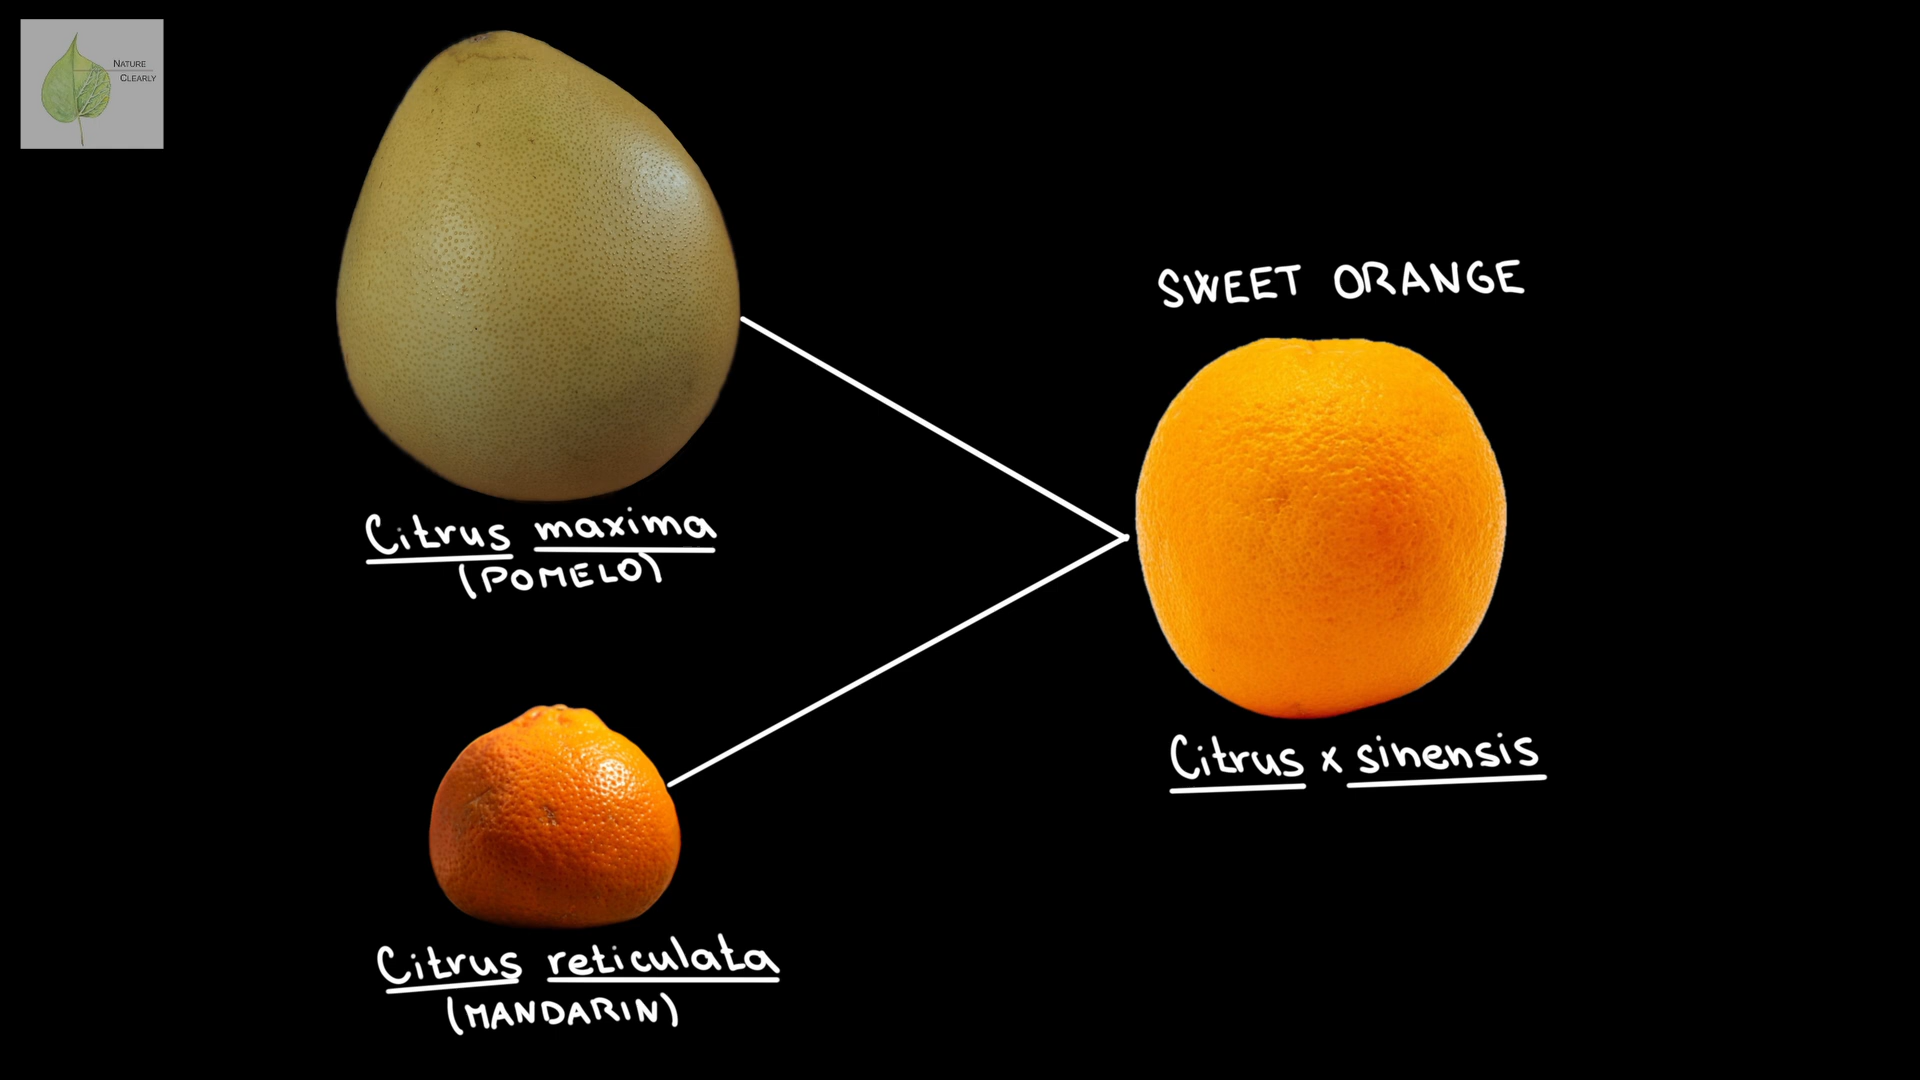 NATURE
CLEARLY
Citrus maxima
(POMELO)
SWEET ORANGE
Citrus x sinensis
Citrus reticulata
(MANDARIN)